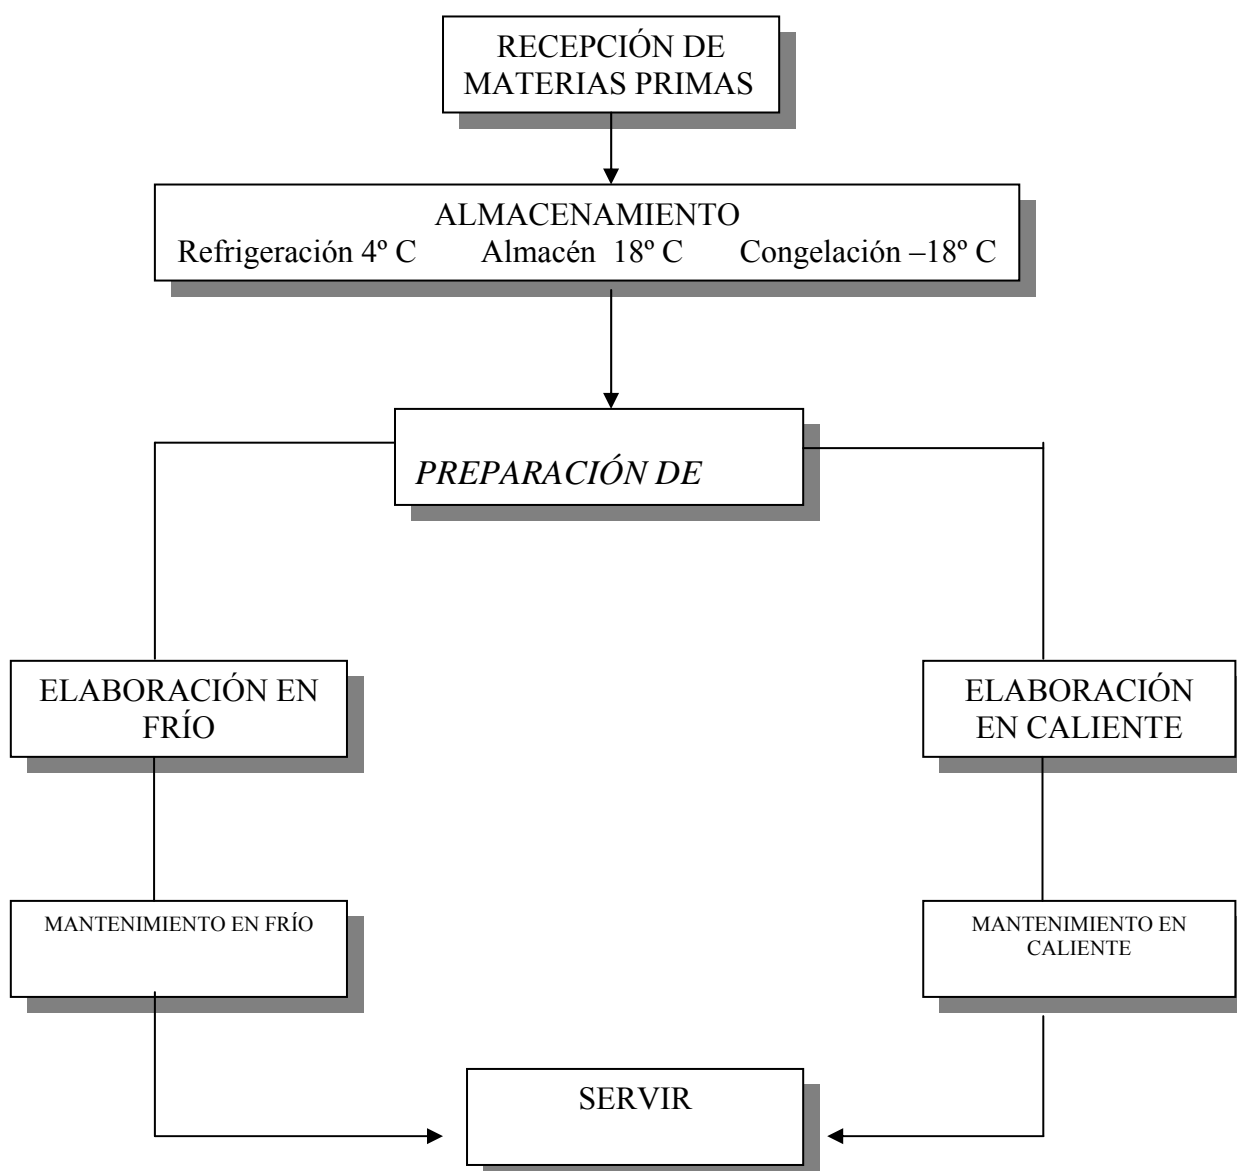 RECEPCIÓN DE
MATERIAS PRIMAS
ALMACENAMIENTO
Refrigeración 4º C Almacén 18º C Congelación –18º C
PREPARACIÓN DE
ELABORACIÓN EN
FRÍO
ELABORACIÓN
EN CALIENTE
MANTENIMIENTO EN FRÍO
MANTENIMIENTO EN
CALIENTE
SERVIR